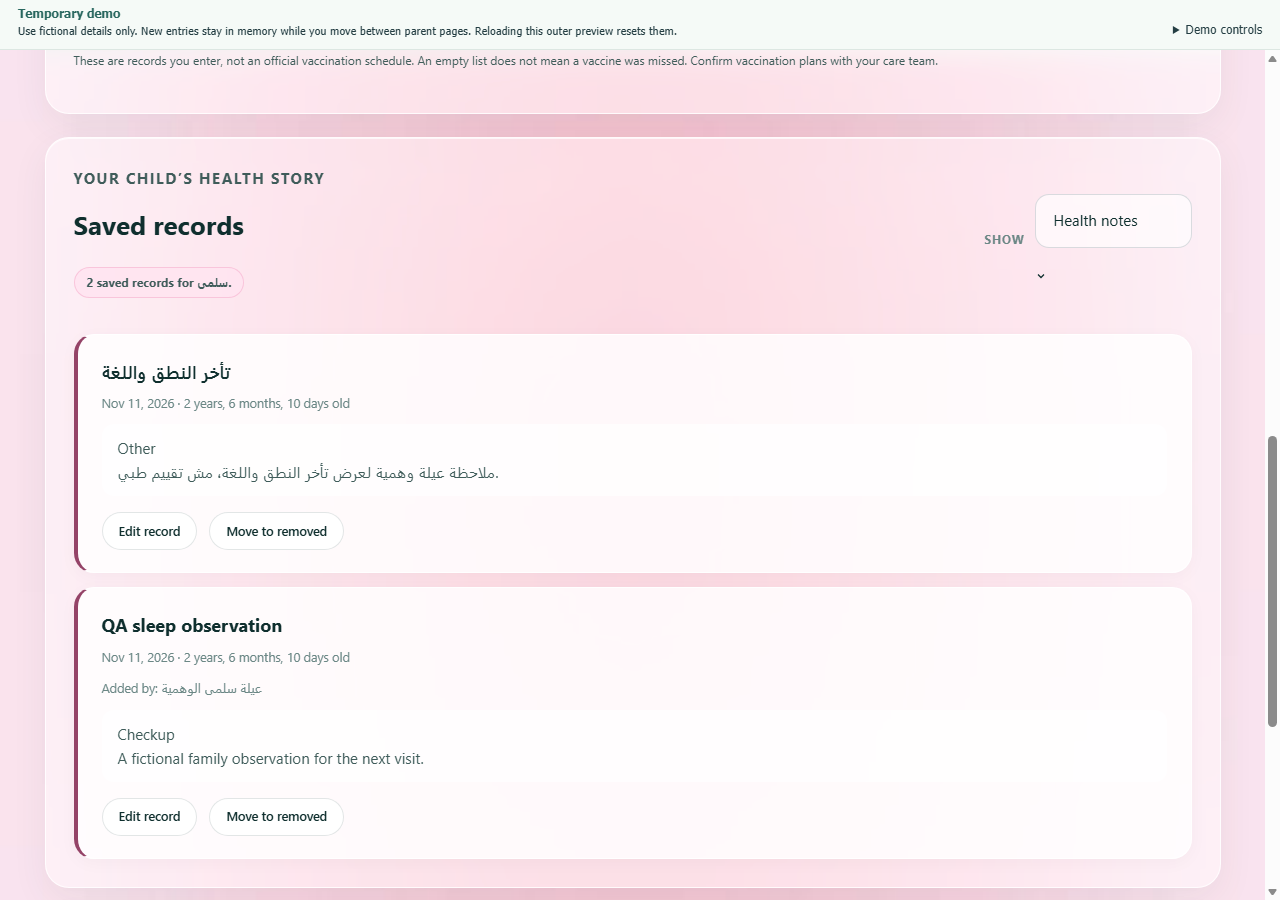 Temporary demo
Use fictional details only. New entries stay in memory while you move between parent pages. Reloading this outer preview resets them.
Demo controls
These are records you enter, not an official vaccination schedule. An empty list does not mean a vaccine was missed. Confirm vaccination plans with your care team.
YOUR CHILD’S HEALTH STORY
Saved records
SHOW
Health notes
2 saved records for سلمى.
تأخر النطق واللغة
Nov 11, 2026 · 2 years, 6 months, 10 days old
Other
ملاحظة عيلة وهمية لعرض تأخر النطق واللغة، مش تقييم طبي.
Edit record
Move to removed
QA sleep observation
Nov 11, 2026 · 2 years, 6 months, 10 days old
Added by: عيلة سلمى الوهمية
Checkup
A fictional family observation for the next visit.
Edit record
Move to removed